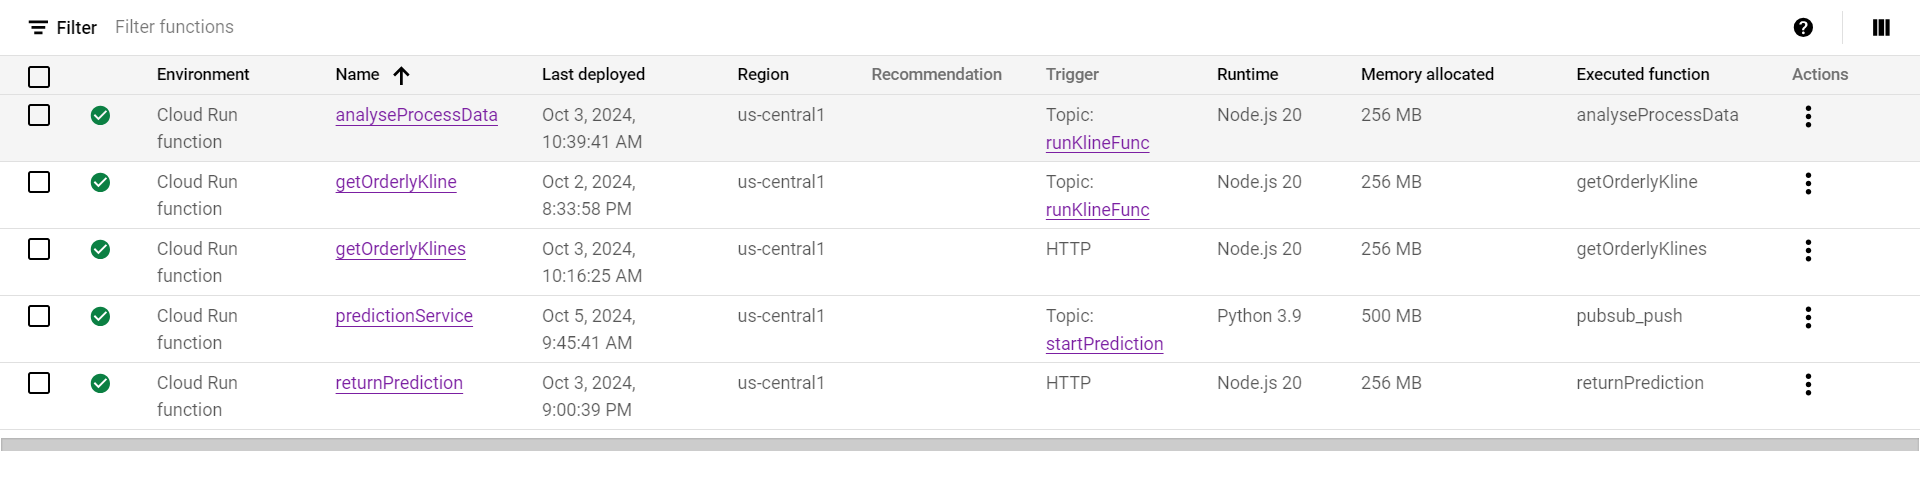 Filter Filter functions
Environment Name Last deployed Region Recommendation Trigger Runtime Memory allocated Executed function Actions
Cloud Run analyseProcessData Oct 3, 2024, us-central1 Topic: Node.js 20 256 MB analyseProcessData
function 10:39:41 AM runKlineFunc
Cloud Run getOrderlyKline Oct 2, 2024, us-central1 Topic: Node.js 20 256 MB getOrderlyKline
function 8:33:58 PM runKlineFunc
Cloud Run getOrderlyKlines Oct 3, 2024, us-central1 HTTP Node.js 20 256 MB getOrderlyKlines
function 10:16:25 AM
Cloud Run predictionService Oct 5, 2024, us-central1 Topic: Python 3.9 500 MB pubsub_push
function 9:45:41 AM startPrediction
Cloud Run returnPrediction Oct 3, 2024, us-central1 HTTP Node.js 20 256 MB returnPrediction
function 9:00:39 PM